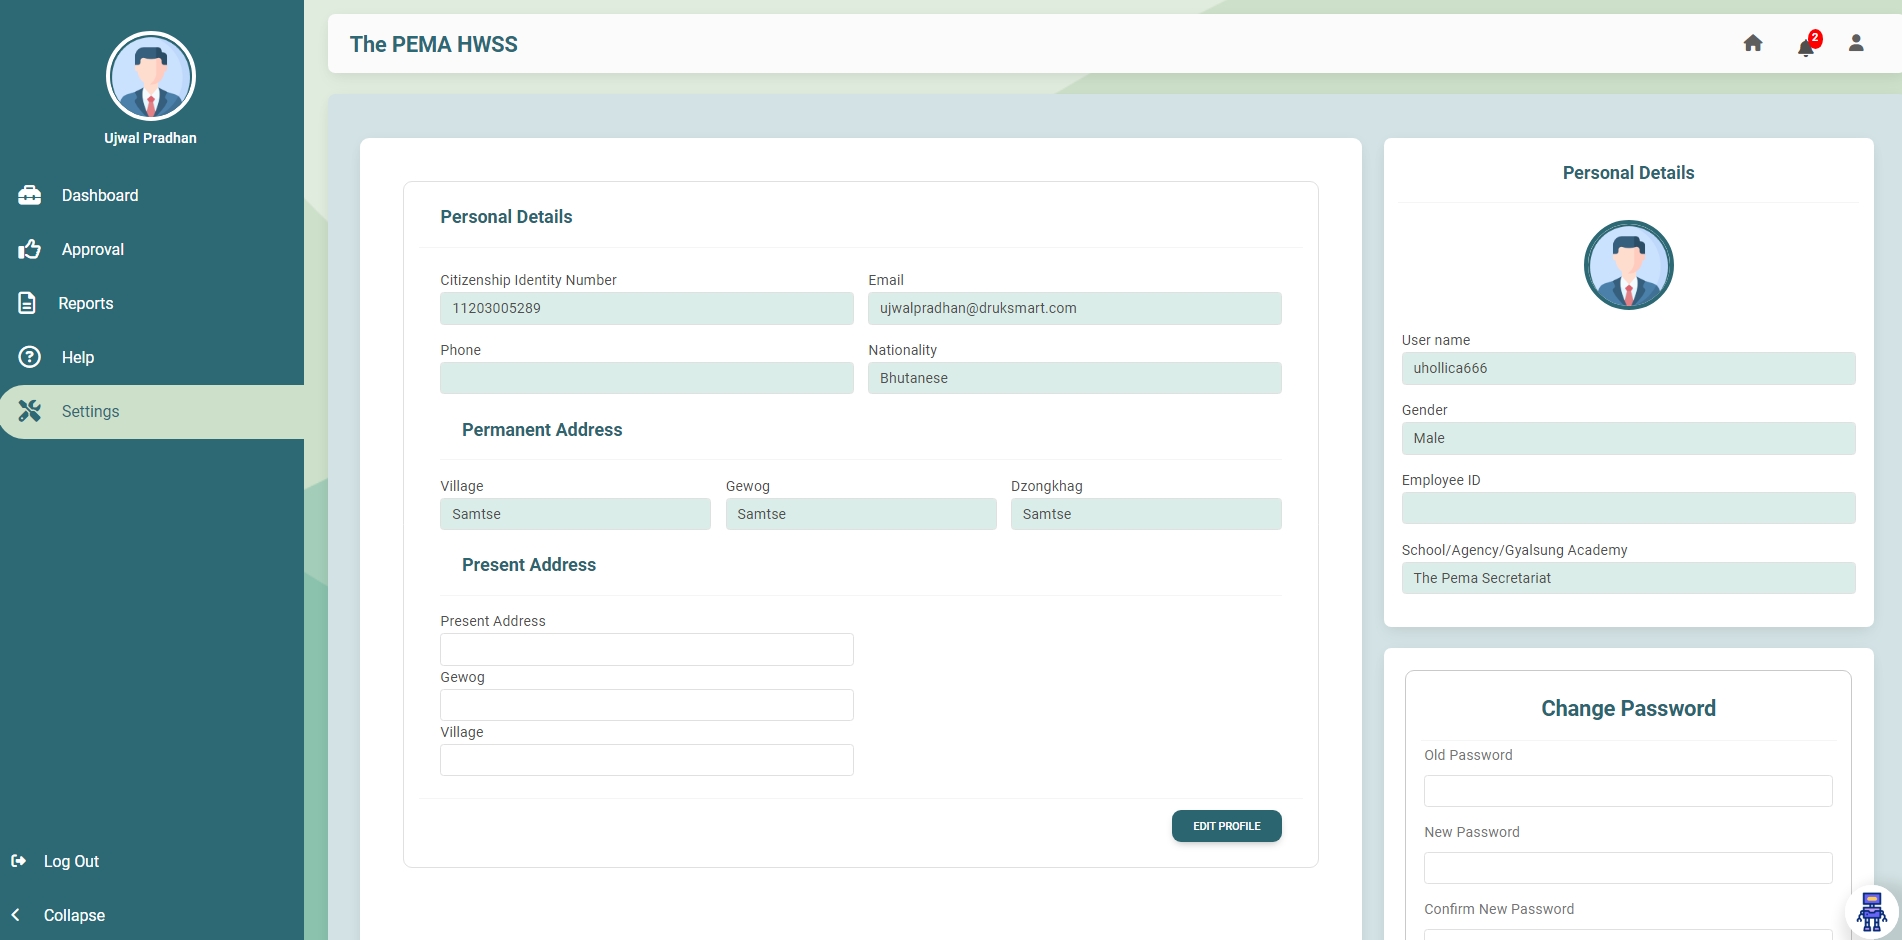 Ujwal Pradhan
Dashboard
Approval
Reports
Help
Settings
Log Out
Collapse
The PEMA HWSS
2
Personal Details
Citizenship Identity Number
Email
11203005289
ujwalpradhan@druksmart.com
Phone
Nationality
Bhutanese
Permanent Address
Village
Gewog
Dzongkhag
Samtse
Samtse
Samtse
Present Address
Present Address
Gewog
Village
EDIT PROFILE
Personal Details
User name
uhollica666
Gender
Male
Employee ID
School/Agency/Gyalsung Academy
The Pema Secretariat
Change Password
Old Password
New Password
Confirm New Password